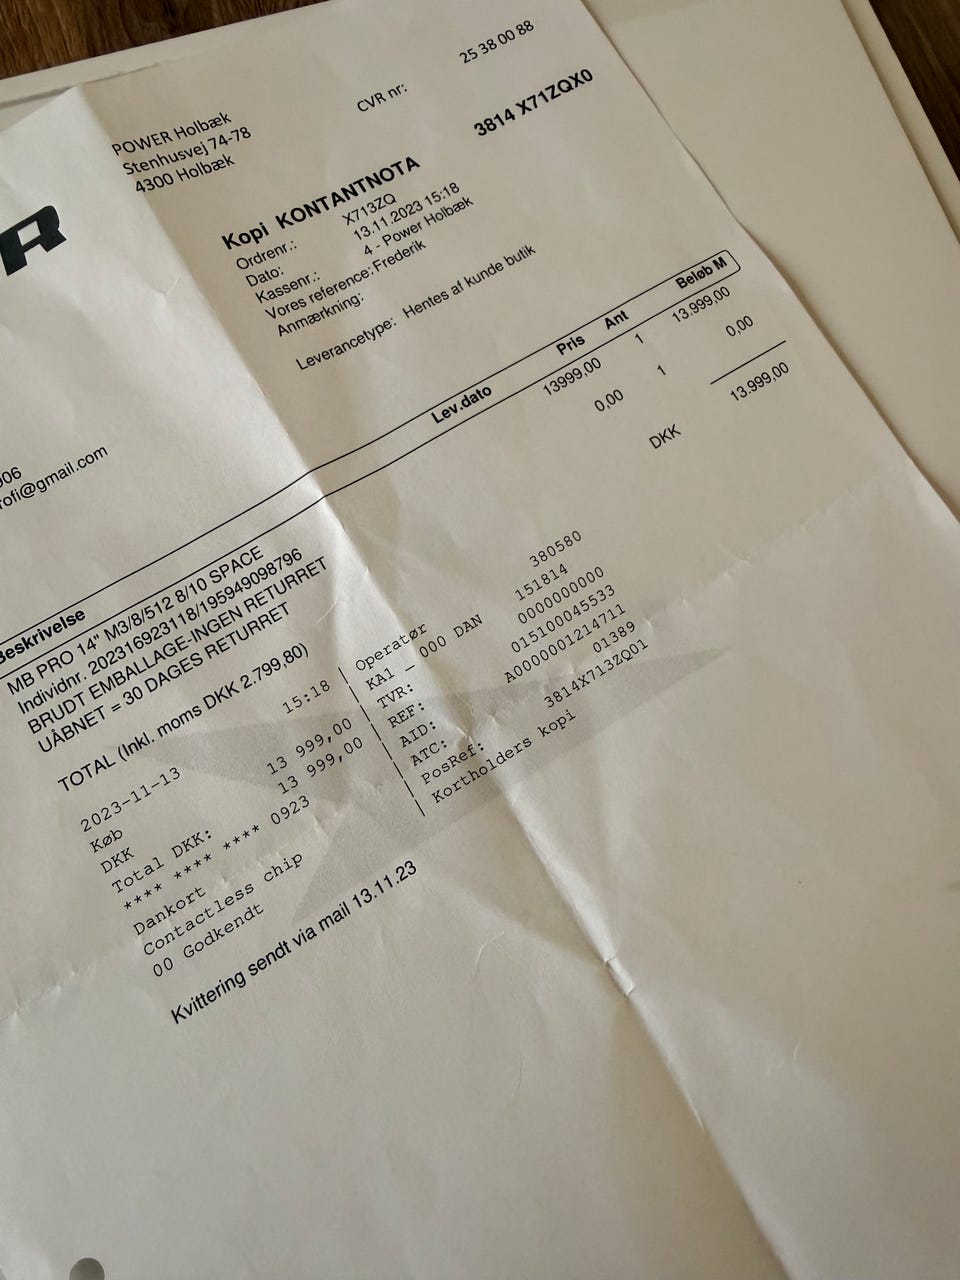 R
POWER Holbæk
Stenhusvej 74-78
4300 Holbæk
CVR nr: 25 38 00 88
Kopi KONTANTNOTA 3814 X71ZQX0
Ordrenr.: X713ZQ
Dato: 13.11.2023 15:18
Kassenr.: 4 - Power Holbæk
Vores reference: Frederik
Anmærkning:
Leverancetype: Hentes af kunde butik
906
rofi@gmail.com
Beskrivelse Lev.dato Pris Ant Beløb M
MB PRO 14" M3/8/512 8/10 SPACE 13999,00 1 13.999,00
Individnr. 202316923118/195949098796
BRUDT EMBALLAGE-INGEN RETURRET 0,00 1 0,00
UÅBNET = 30 DAGES RETURRET
TOTAL (Inkl. moms DKK 2.799,80) DKK 13.999,00
2023-11-13 15:18
Køb
DKK 13 999,00
Total DKK: 13 999,00
**** **** **** 0923
Dankort
Contactless chip
00 Godkendt
Operatør 380580
KA1 - 000 DAN 151814
TVR: 0000000000
REF: 015100045533
AID: A0000001214711
ATC: 01389
PosRef: 3814X713ZQ01
Kortholders kopi
Kvittering sendt via mail 13.11.23